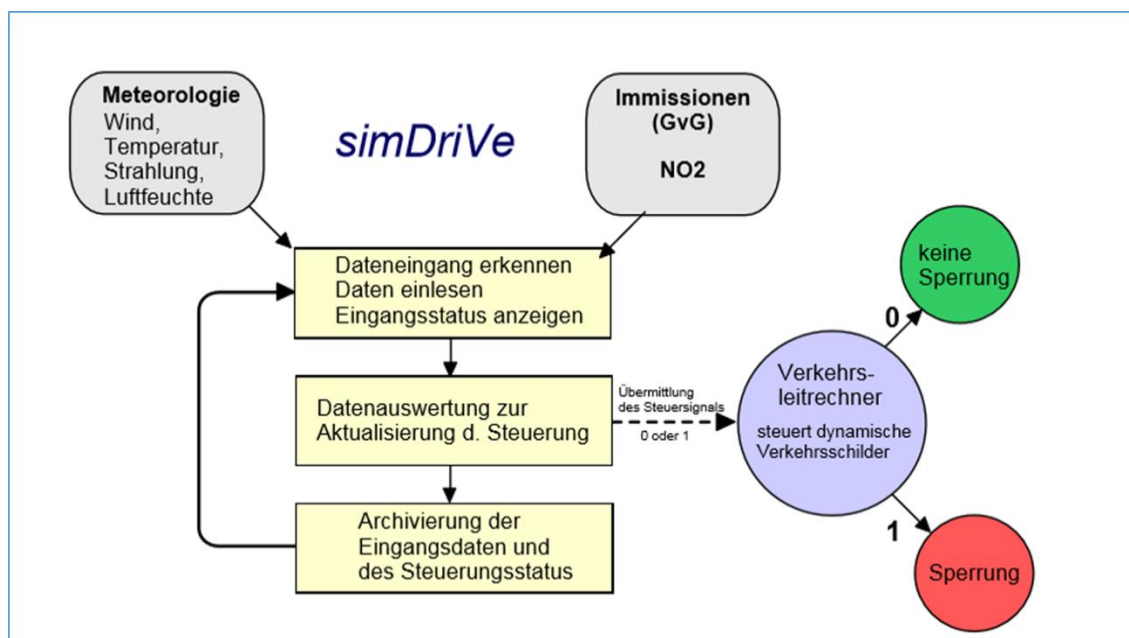 Meteorologie
Wind,
Temperatur,
Strahlung,
Luftfeuchte
simDriVe
Immissionen
(GvG)
NO2
Dateneingang erkennen
Daten einlesen
Eingangsstatus anzeigen
Datenauswertung zur
Aktualisierung d. Steuerung
Übermittlung
des Steuersignals
0 oder 1
Archivierung der
Eingangsdaten und
des Steuerungsstatus
Verkehrs-
leitrechner
steuert dynamische
Verkehrsschilder
0
keine
Sperrung
1
Sperrung